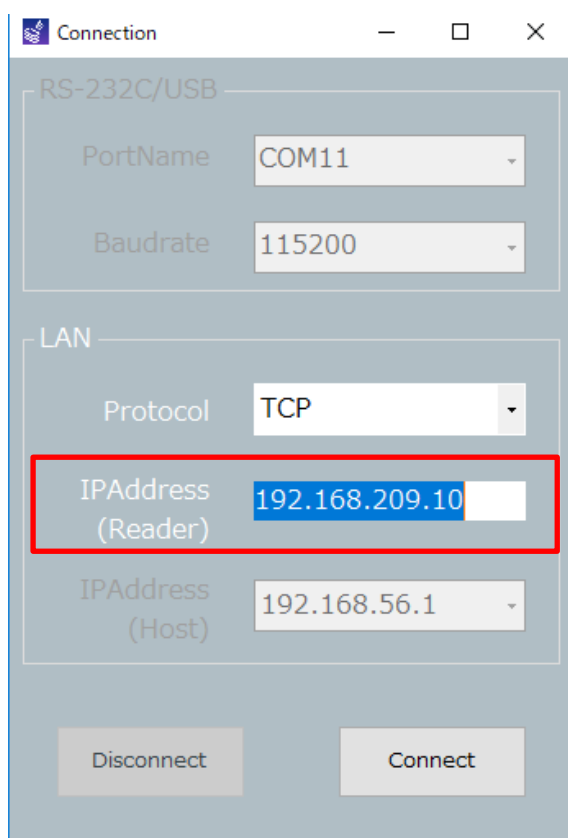 Connection
RS-232C/USB
PortName COM11
Baudrate 115200
LAN
Protocol TCP
IPAddress
(Reader) 192.168.209.10
IPAddress
(Host) 192.168.56.1
Disconnect Connect